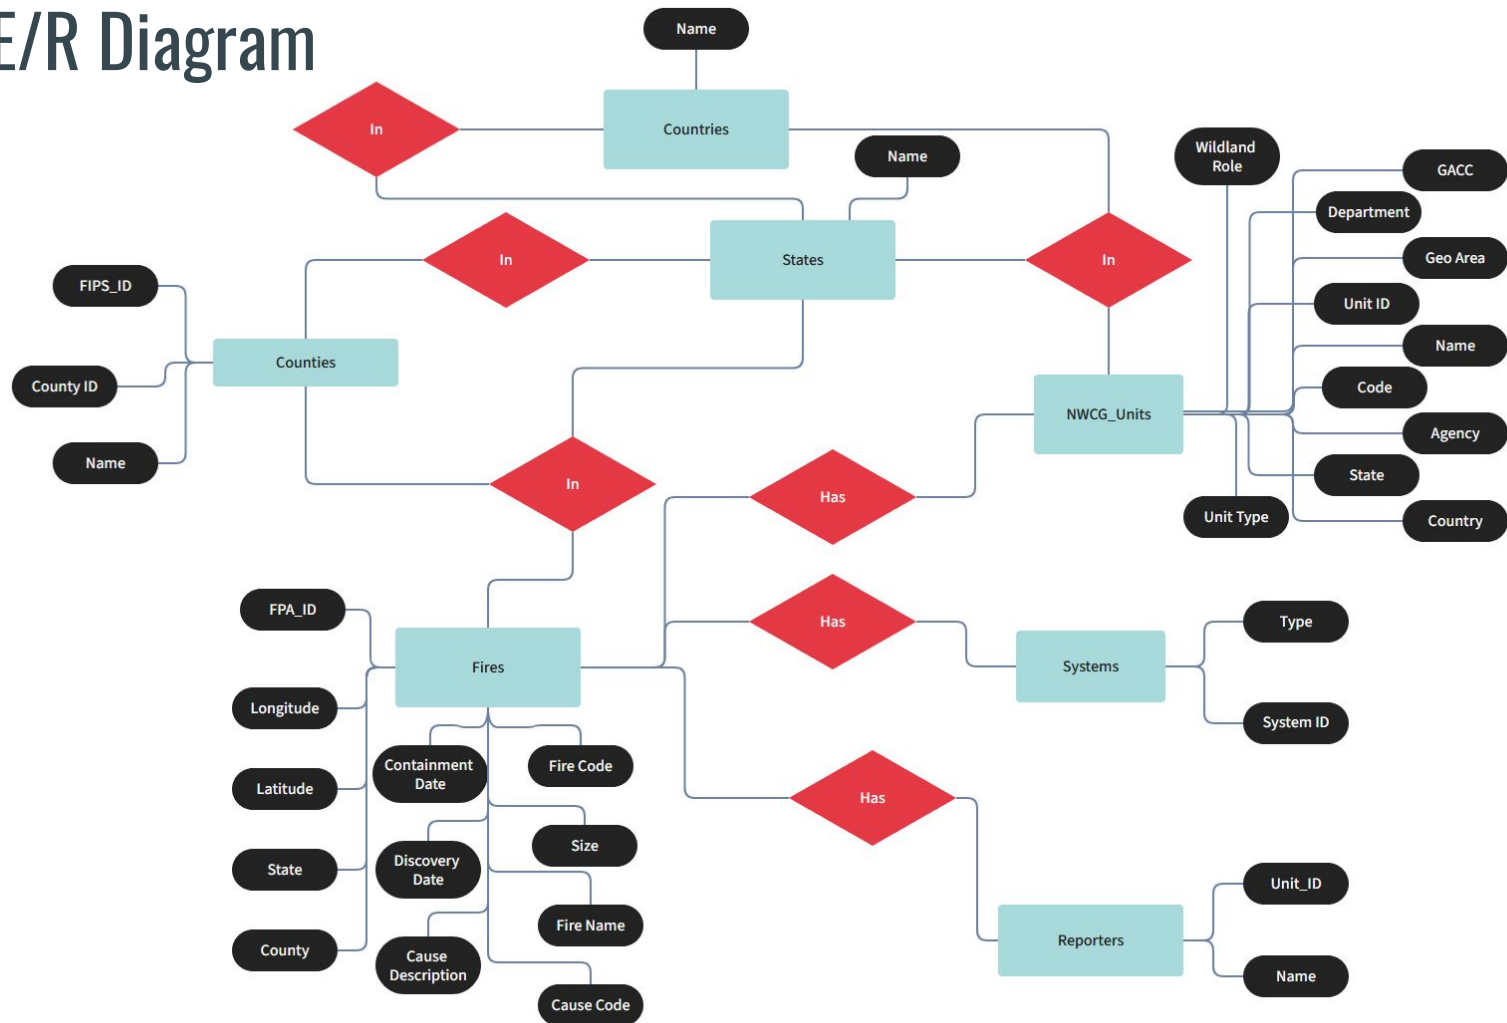 E/R Diagram
Name
In
Countries
Name
Wildland
Role
GACC
Department
In
States
In
Geo Area
FIPS_ID
Unit ID
Name
Counties
County ID
Code
NWCG_Units
Agency
Name
In
State
Has
Unit Type
Country
FPA_ID
Has
Type
Fires
Systems
Longitude
System ID
Containment
Date
Fire Code
Latitude
Has
Size
Discovery
Date
State
Unit_ID
Fire Name
Reporters
County
Cause
Description
Name
Cause Code